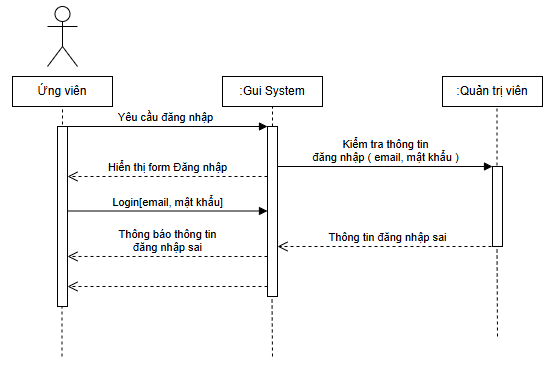 Ứng viên
:Gui System
:Quản trị viên
Yêu cầu đăng nhập
Kiểm tra thông tin
đăng nhập ( email, mật khẩu )
Hiển thị form Đăng nhập
Login[email, mật khẩu]
Thông báo thông tin
đăng nhập sai
Thông tin đăng nhập sai